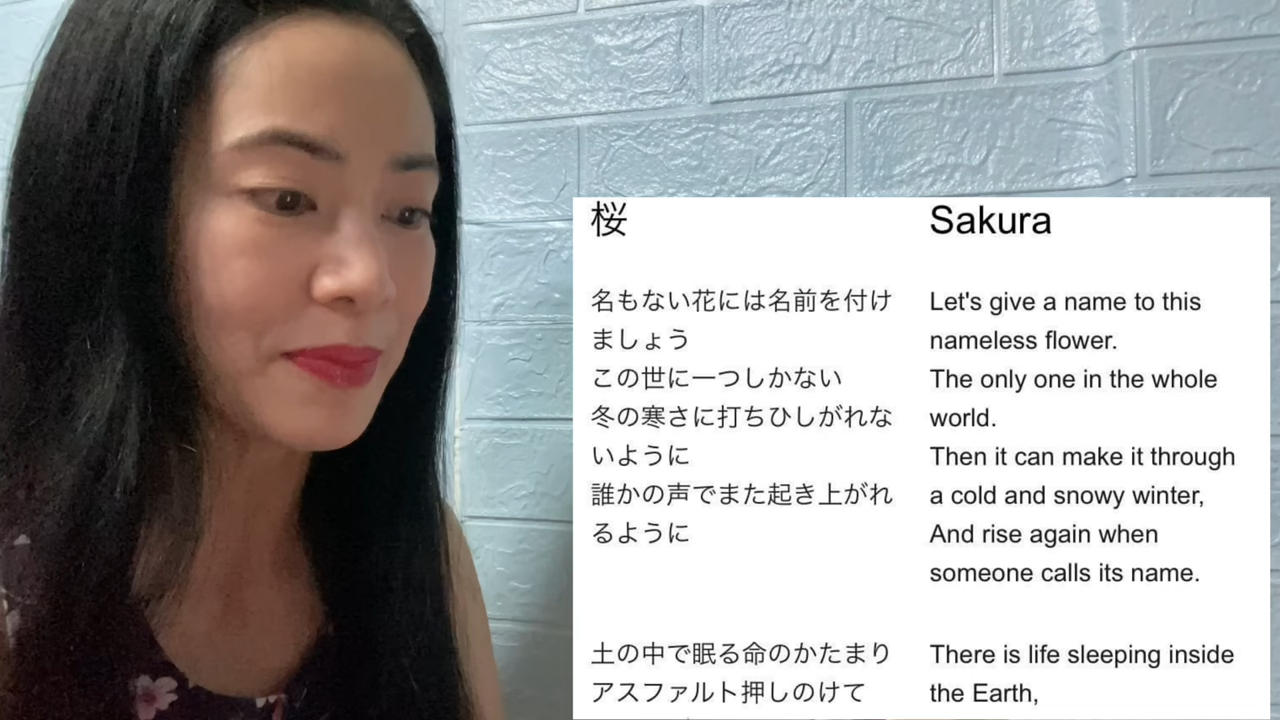 桜
名もない花には名前を付け
ましょう
この世に一つしかない
冬の寒さに打ちひしがれな
いように
誰かの声でまた起き上がれ
るように
土の中で眠る命のかたまり
アスファルト押しのけて
Sakura
Let's give a name to this
nameless flower.
The only one in the whole
world.
Then it can make it through
a cold and snowy winter,
And rise again when
someone calls its name.
There is life sleeping inside
the Earth,